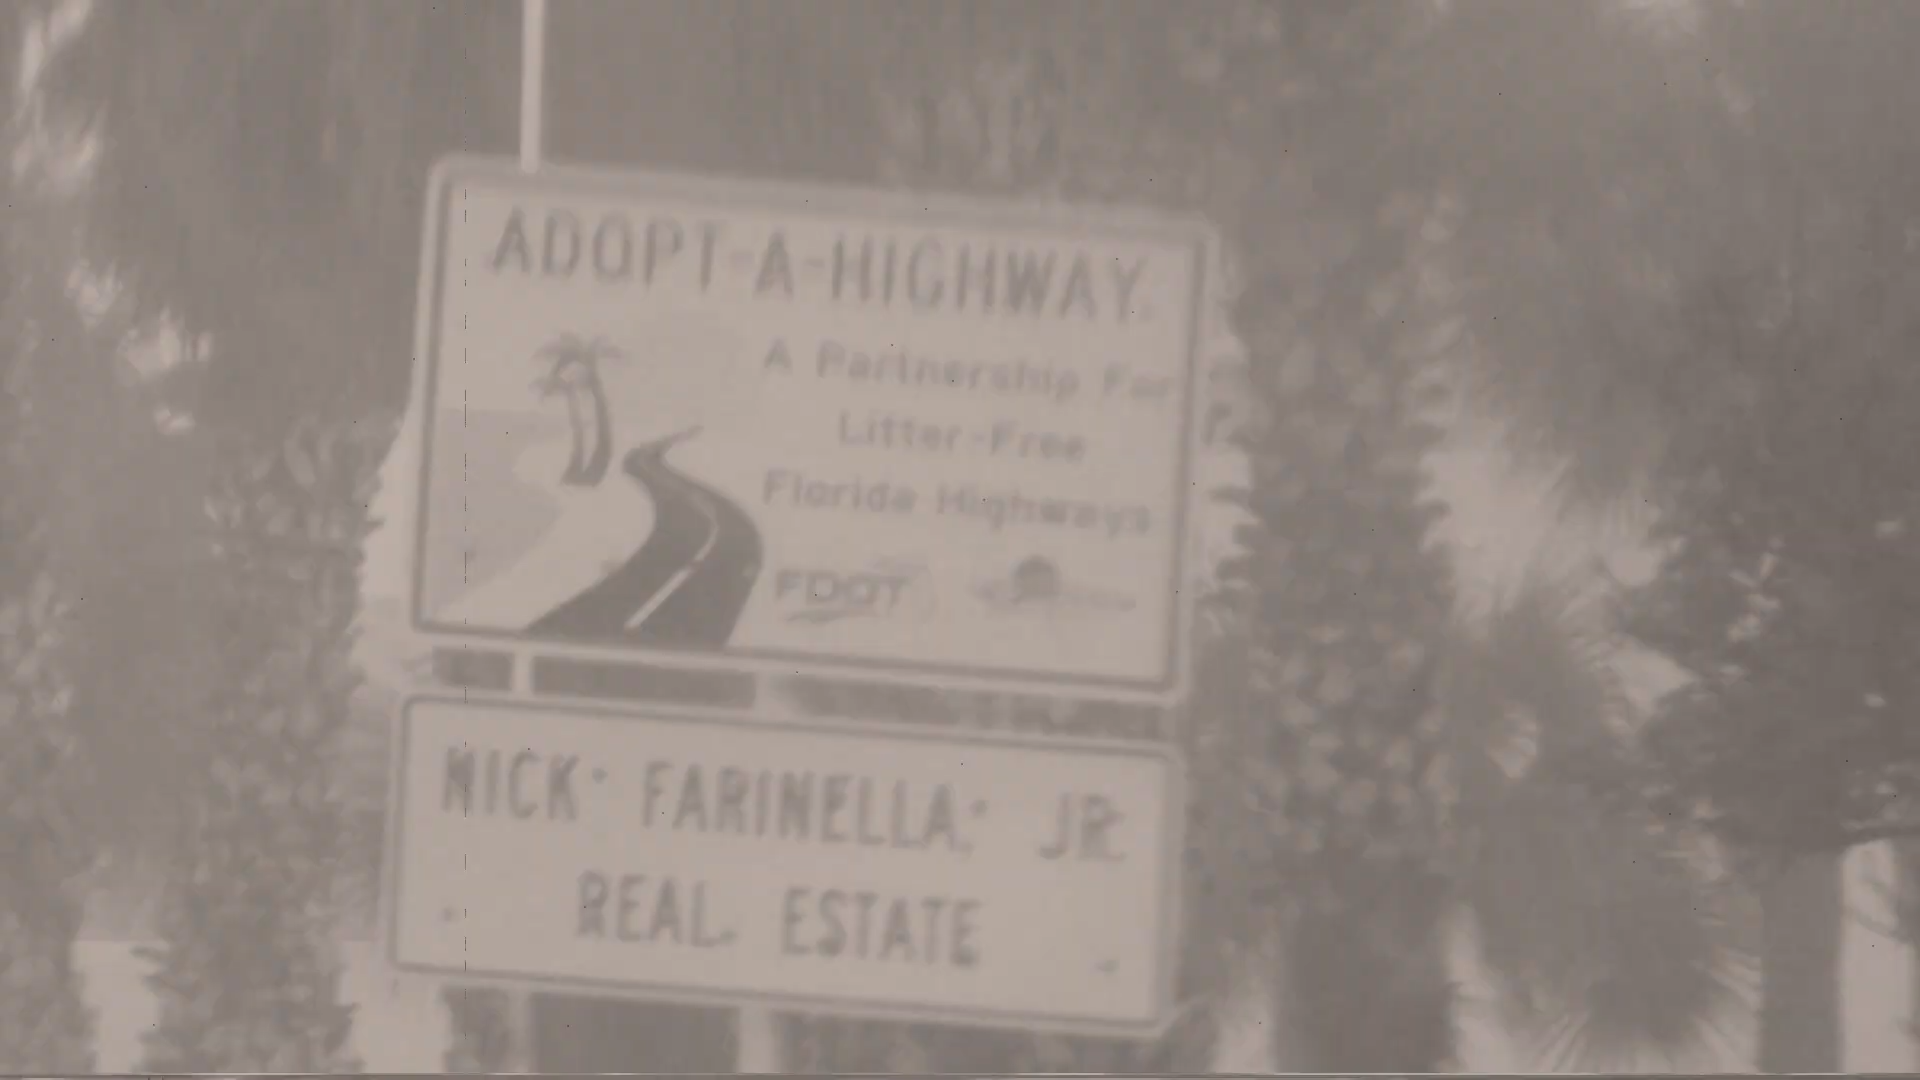 ADOPT-A-HIGHWAY
A Partnership For
Litter-Free
Florida Highways
FDOT
NICK FARINELLA, JR.
REAL ESTATE